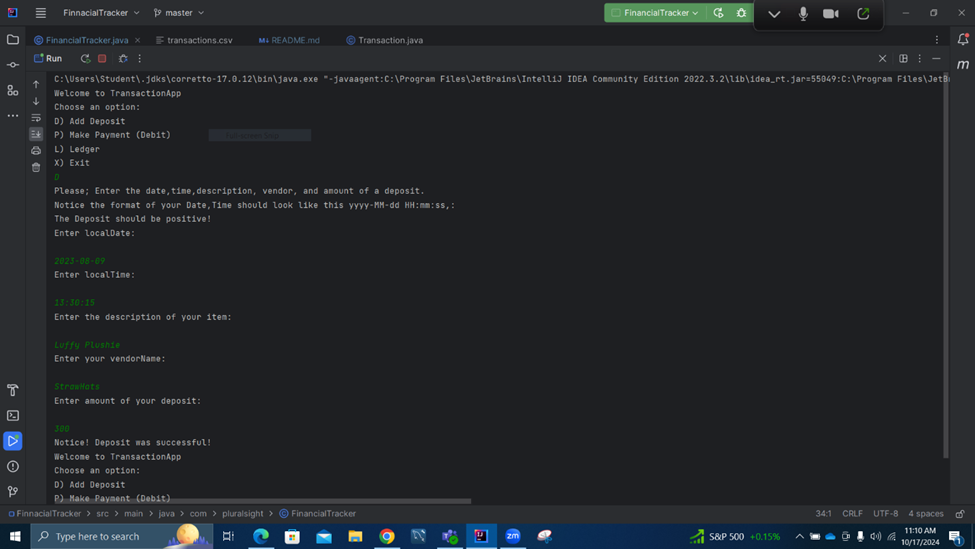 FinnacialTracker
master
FinancialTracker
FinancialTracker.java
transactions.csv
README.md
Transaction.java
Run
C:\Users\Student\.jdks\corretto-17.0.12\bin\java.exe "-javaagent:C:\Program Files\JetBrains\IntelliJ IDEA Community Edition 2022.3.2\lib\idea_rt.jar=55049:C:\Program Files\JetBr
Welcome to TransactionApp
Choose an option:
D) Add Deposit
P) Make Payment (Debit)
L) Ledger
X) Exit
D
Please; Enter the date,time,description, vendor, and amount of a deposit.
Notice the format of your Date,Time should look like this yyyy-MM-dd HH:mm:ss,:
The Deposit should be positive!
Enter localDate:
2023-08-09
Enter localTime:
13:30:15
Enter the description of your item:
Luffy Plushie
Enter your vendorName:
StrawHats
Enter amount of your deposit:
300
Notice! Deposit was successful!
Welcome to TransactionApp
Choose an option:
D) Add Deposit
P) Make Payment (Debit)
FinnacialTracker > src > main > java > com > pluralsight > FinancialTracker
34:1 CRLF UTF-8 4 spaces
Type here to search
S&P 500 +0.15%
11:10 AM
10/17/2024